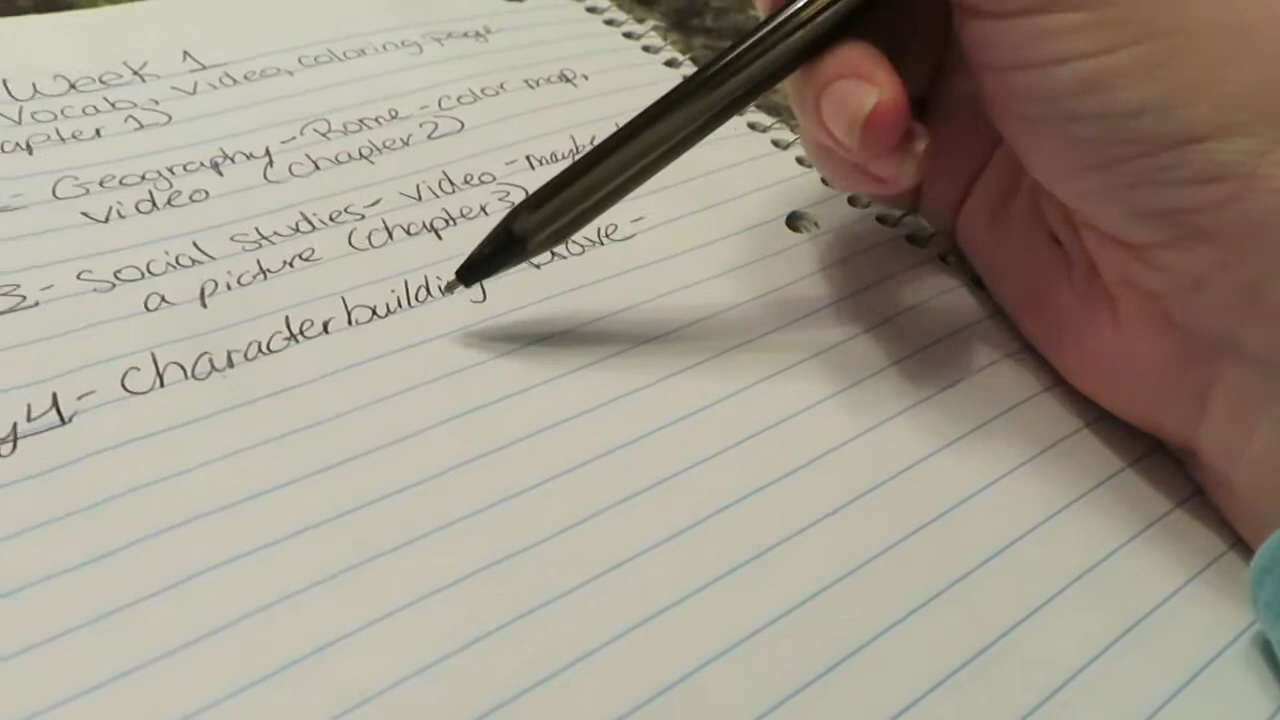 Week 1
Vocab, Video, coloring page
apter 1)
- Geography - Rome - color map,
video (chapter 2)
3 - Social studies - video - maybe
a picture (chapter 3)
y 4 - Character building